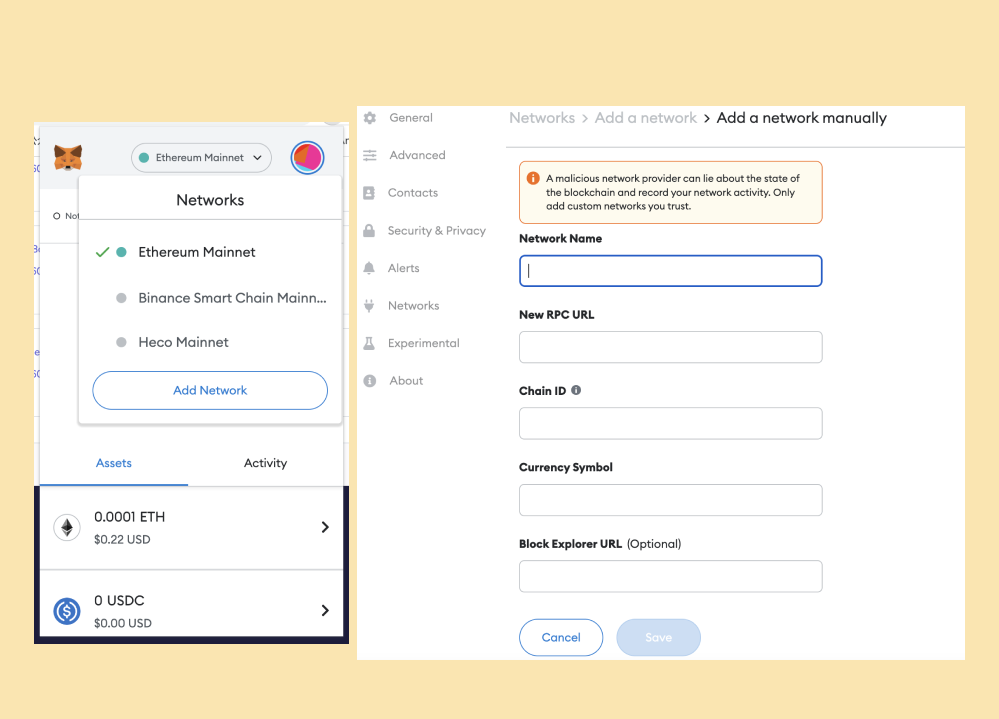 Ethereum Mainnet
Networks
Ethereum Mainnet
Binance Smart Chain Mainn...
Heco Mainnet
Add Network
Assets
Activity
0.0001 ETH
$0.22 USD
0 USDC
$0.00 USD
General
Advanced
Contacts
Security & Privacy
Alerts
Networks
Experimental
About
Networks > Add a network > Add a network manually
A malicious network provider can lie about the state of
the blockchain and record your network activity. Only
add custom networks you trust.
Network Name
New RPC URL
Chain ID
Currency Symbol
Block Explorer URL (Optional)
Cancel
Save